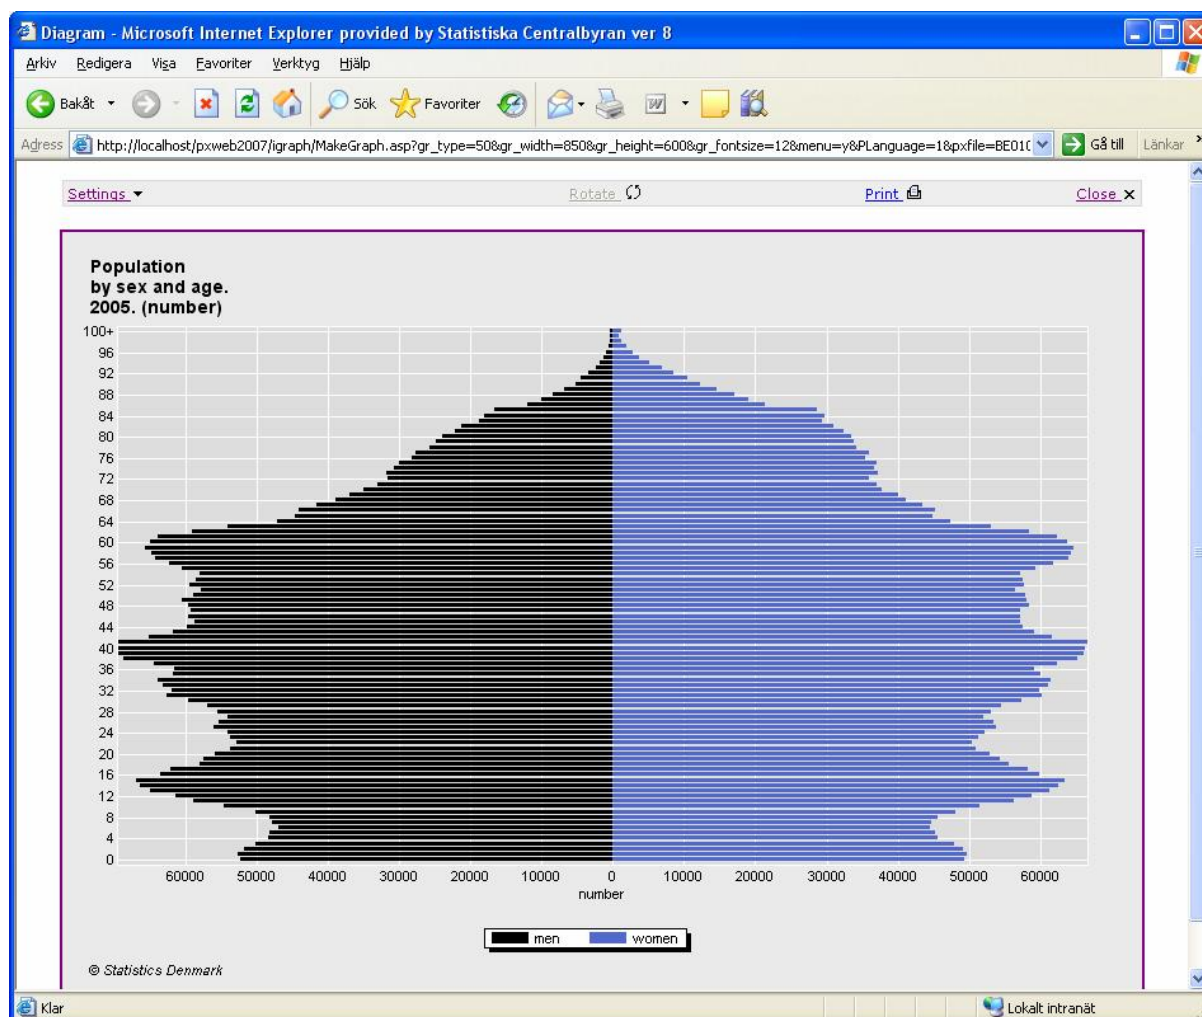 Diagram - Microsoft Internet Explorer provided by Statistiska Centralbyran ver 8
Arkiv Redigera Visa Favoriter Verktyg Hjälp
Bakåt Sök Favoriter
Adress http://localhost/pxweb2007/igraph/MakeGraph.asp?gr_type=50&gr_width=850&gr_height=600&gr_fontsize=12&menu=y&PLanguage=1&pxfile=BE010 Gå till Länkar
Settings Rotate Print Close
Population
by sex and age.
2005. (number)
100+
96
92
88
84
80
76
72
68
64
60
56
52
48
44
40
36
32
28
24
20
16
12
8
4
0
60000 50000 40000 30000 20000 10000 0 10000 20000 30000 40000 50000 60000
number
men women
© Statistics Denmark
Klar Lokalt intranät